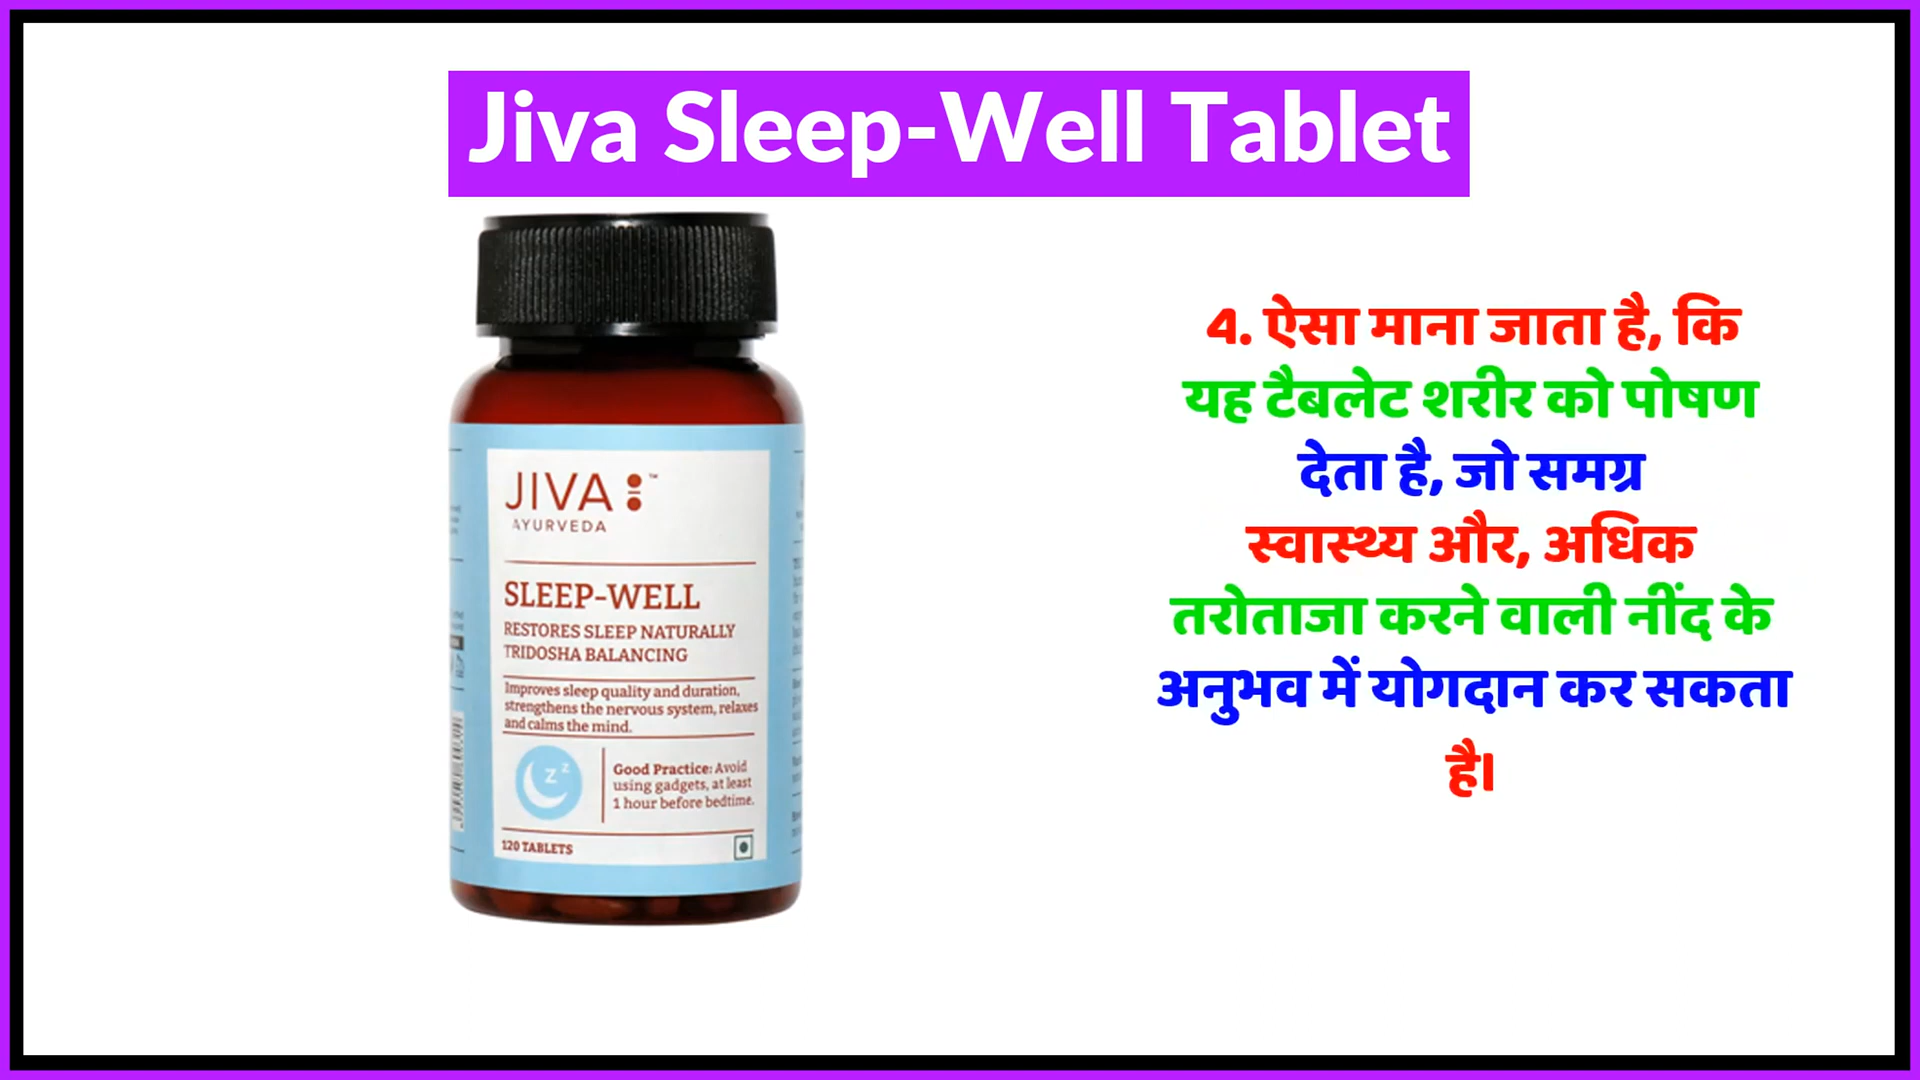 Jiva Sleep-Well Tablet
JIVA ™
AYURVEDA
SLEEP-WELL
RESTORES SLEEP NATURALLY
TRIDOSHA BALANCING
Improves sleep quality and duration,
strengthens the nervous system, relaxes
and calms the mind.
z z
Good Practice: Avoid
using gadgets, at least
1 hour before bedtime.
120 TABLETS
4. ऐसा माना जाता है, कि
यह टैबलेट शरीर को पोषण
देता है, जो समग्र
स्वास्थ्य और, अधिक
तरोताजा करने वाली नींद के
अनुभव में योगदान कर सकता
है।